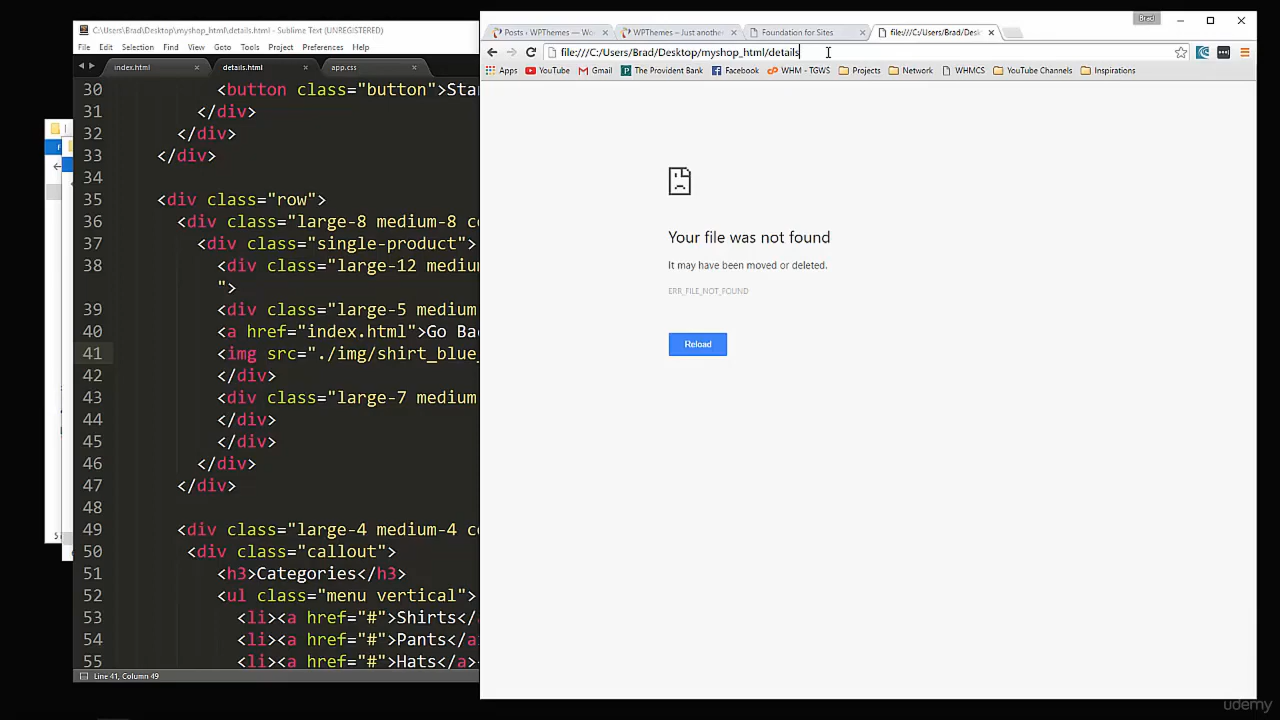 C:\Users\Brad\Desktop\myshop_html\details.html - Sublime Text (UNREGISTERED)
File Edit Selection Find View Goto Tools Project Preferences Help
index.html × details.html × app.css ×
30 <button class="button">Sta
31 </div>
32 </div>
33 </div>
34
35 <div class="row">
36 <div class="large-8 medium-8 co
37 <div class="single-product">
38 <div class="large-12 medium
">
39 <div class="large-5 medium
40 <a href="index.html">Go Ba
41 <img src="./img/shirt_blue_
42 </div>
43 <div class="large-7 medium
44 </div>
45 </div>
46 </div>
47 </div>
48
49 <div class="large-4 medium-4 co
50 <div class="callout">
51 <h3>Categories</h3>
52 <ul class="menu vertical">
53 <li><a href="#">Shirts</
54 <li><a href="#">Pants</a
55 <li><a href="#">Hats</a>
Line 41, Column 49
Brad
Posts ‹ WPThemes — Wo × WPThemes – Just anothe × Foundation for Sites × file:///C:/Users/Brad/Desk ×
file:///C:/Users/Brad/Desktop/myshop_html/details
Apps YouTube Gmail The Provident Bank Facebook WHM - TGWS Projects Network WHMCS YouTube Channels Inspirations
Your file was not found
It may have been moved or deleted.
ERR_FILE_NOT_FOUND
Reload
udemy